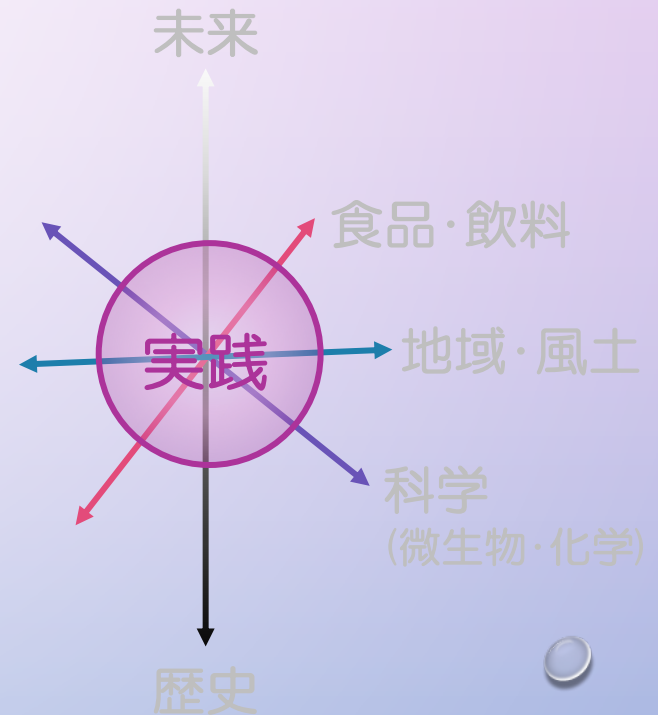 未来
食品・飲料
地域・風土
実践
科学
(微生物・化学)
歴史